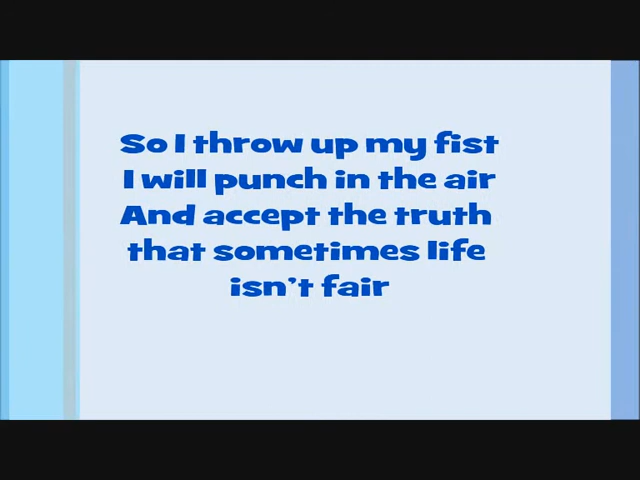 So I throw up my fist
I will punch in the air
And accept the truth
that sometimes life
isn't fair